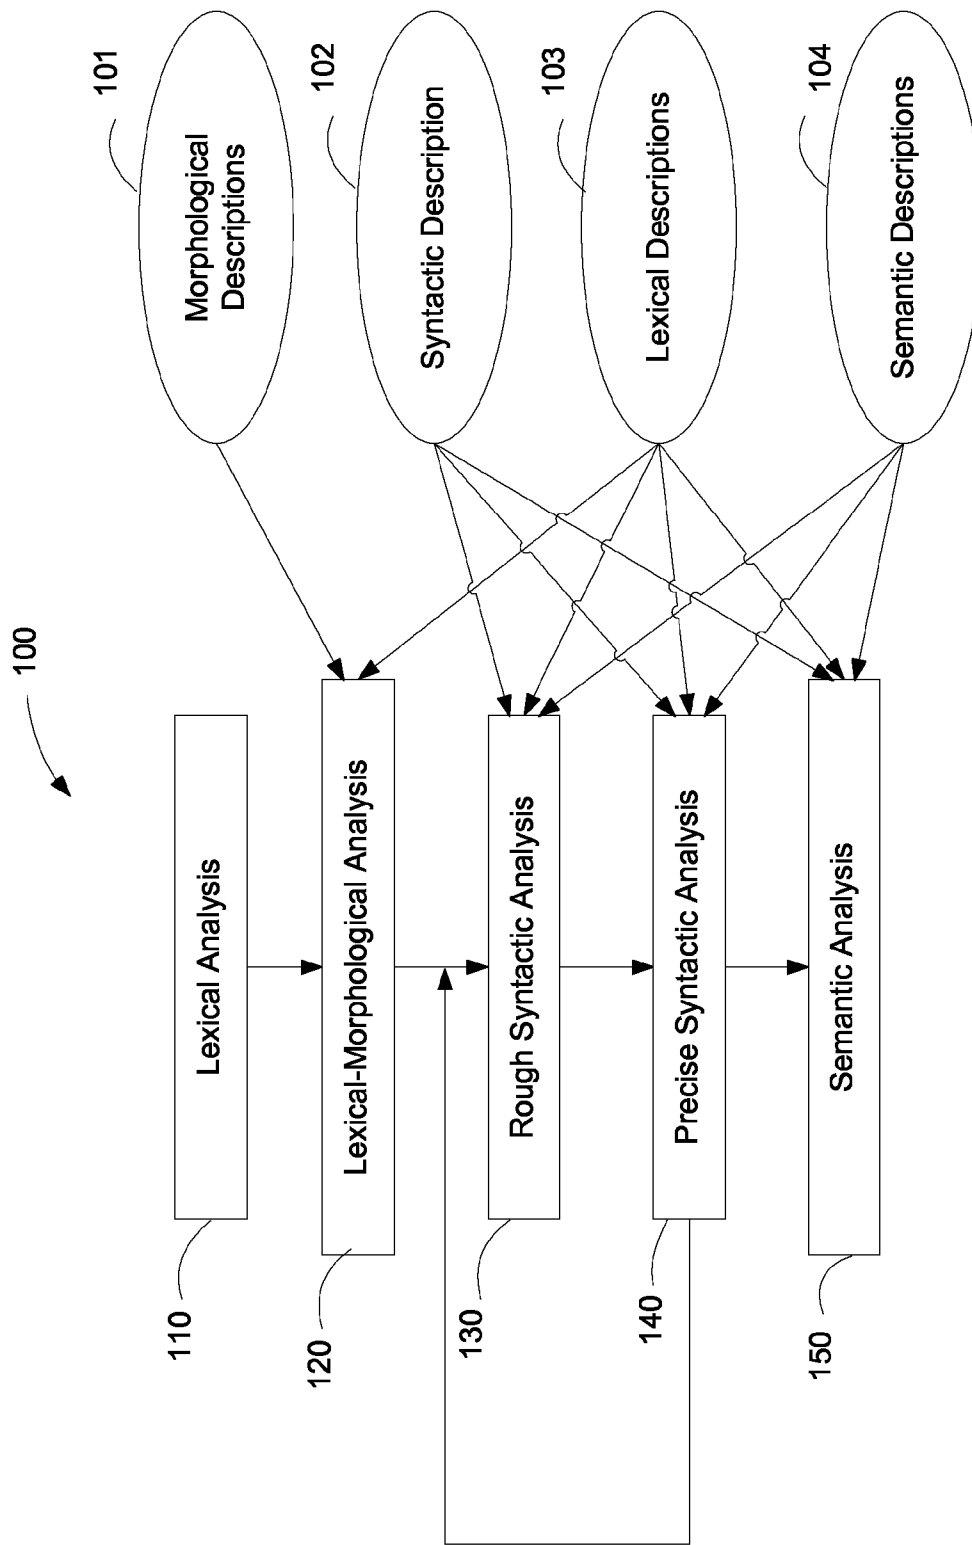 100
110
Lexical Analysis
120
Lexical-Morphological Analysis
130
Rough Syntactic Analysis
140
Precise Syntactic Analysis
150
Semantic Analysis
101
Morphological
Descriptions
102
Syntactic Description
103
Lexical Descriptions
104
Semantic Descriptions